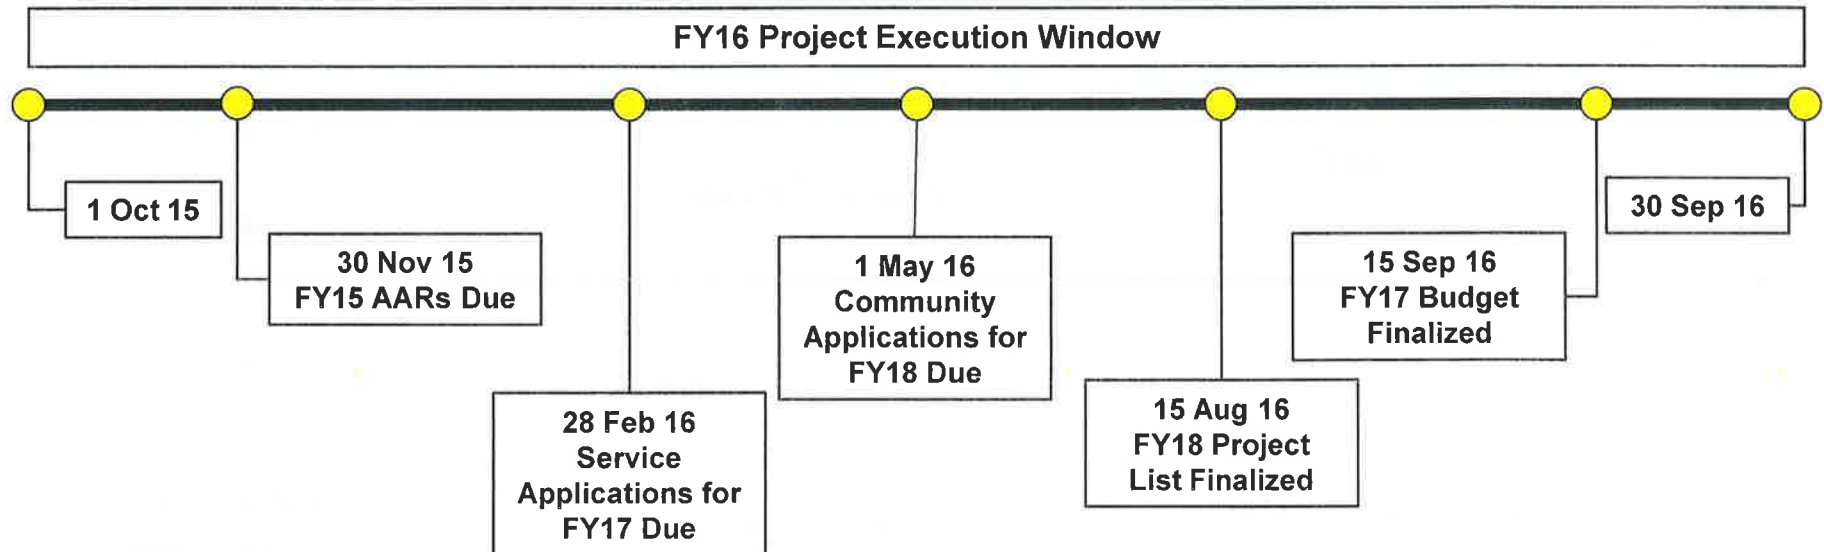 FY16 Project Execution Window
1 Oct 15
30 Nov 15
FY15 AARs Due
28 Feb 16
Service
Applications for
FY17 Due
1 May 16
Community
Applications for
FY18 Due
15 Aug 16
FY18 Project
List Finalized
15 Sep 16
FY17 Budget
Finalized
30 Sep 16